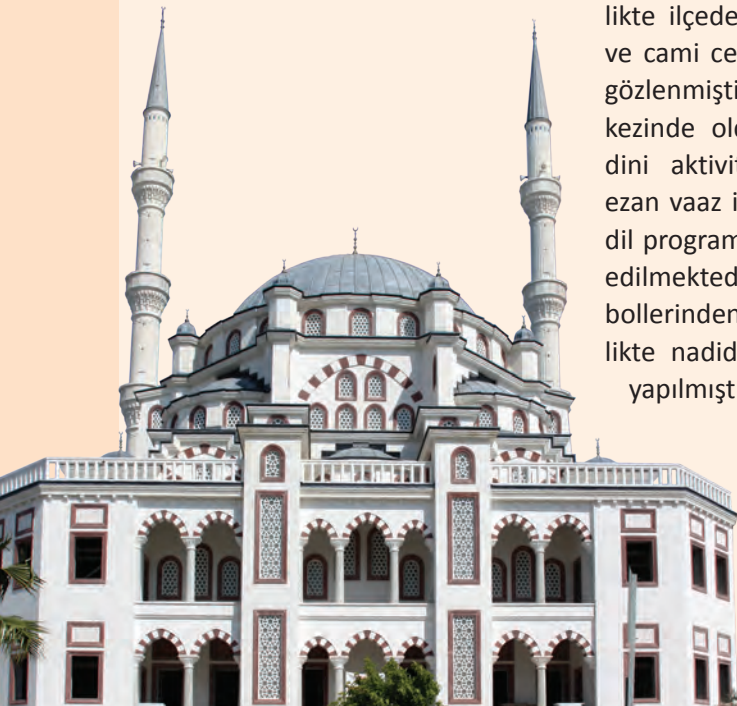 likte ilçede
ve cami ce
gözlenmişti
kezinde ol
dini aktivit
ezan vaaz i
dil program
edilmekted
bollerinden
likte nadid
yapılmışt